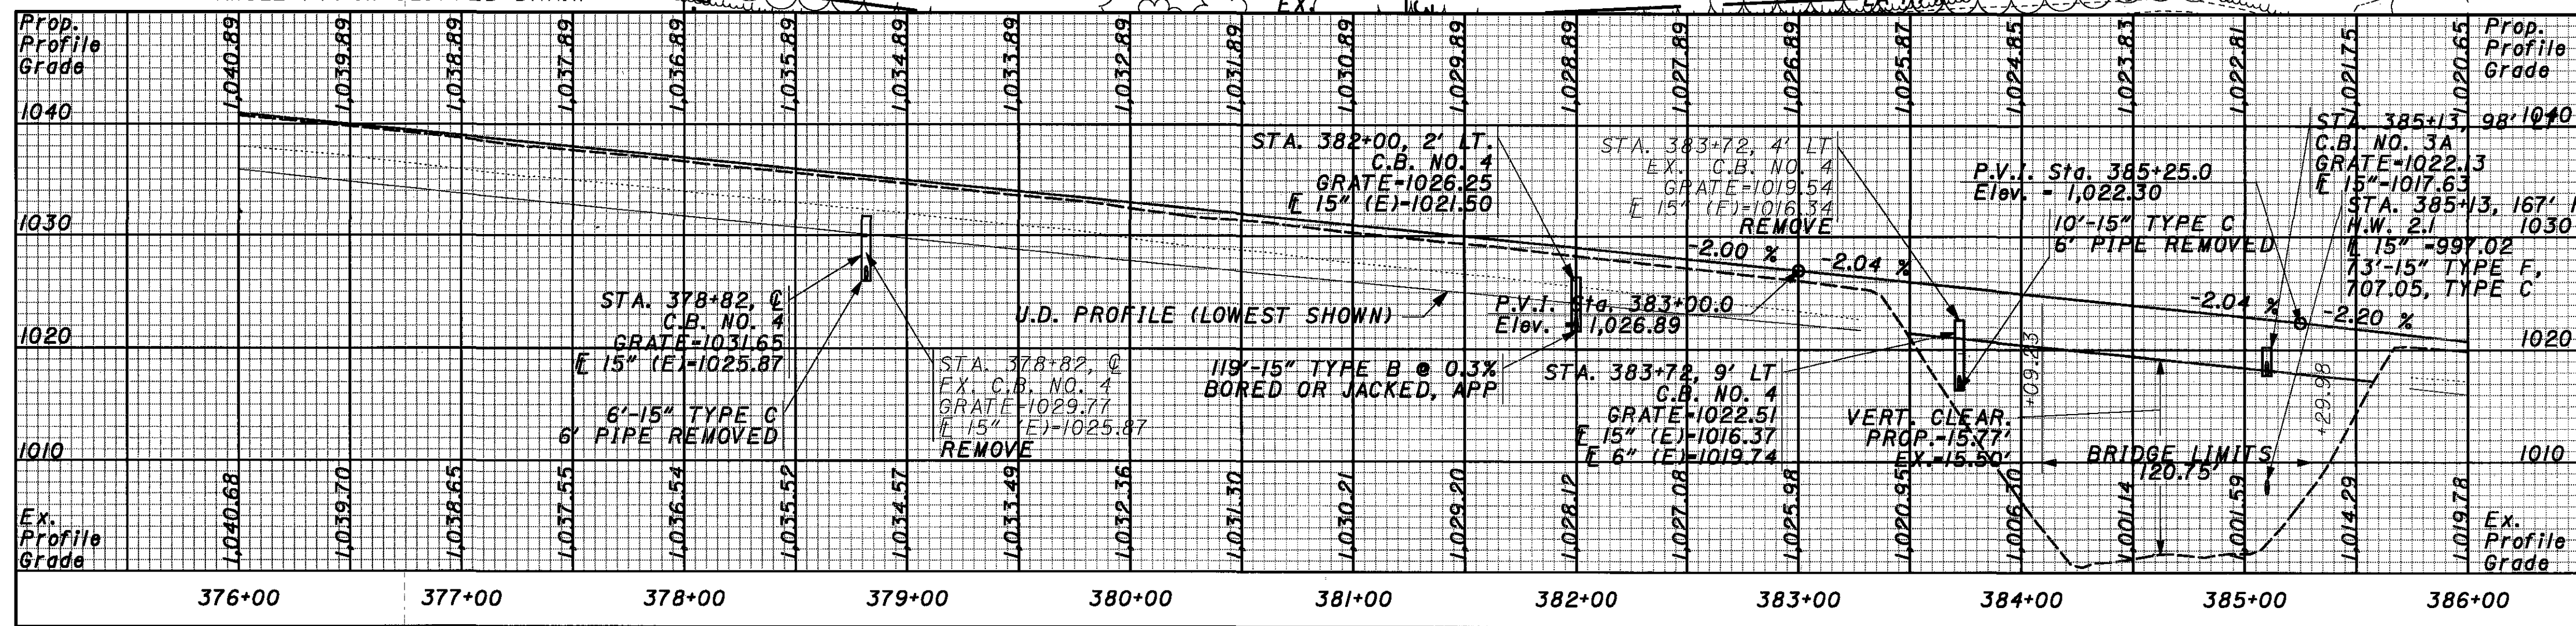 EX.
Prop.
Profile
Grade
1,040.89
1,039.89
1,038.89
1,037.89
1,036.89
1,035.89
1,034.89
1,033.89
1,032.89
1,031.89
1,030.89
1,029.89
1,028.89
1,027.89
1,026.89
1,025.87
1,024.85
1,023.83
1,022.81
1,021.75
1,020.65
Prop.
Profile
Grade
1040
1030
1020
1010
STA. 378+82, ℄
C.B. NO. 4
GRATE=1031.65
15" (E)=1025.87
6'-15" TYPE C
6' PIPE REMOVED
STA. 378+82, ℄
EX. C.B. NO. 4
GRATE=1029.77
15" (E)=1025.87
REMOVE
U.D. PROFILE (LOWEST SHOWN)
STA. 382+00, 2' LT.
C.B. NO. 4
GRATE=1026.25
15" (E)=1021.50
119'-15" TYPE B @ 0.3%
BORED OR JACKED, APP
P.V.I. Sta. 383+00.0
Elev. = 1,026.89
-2.00 %
-2.04 %
STA. 383+72, 4' LT
EX. C.B. NO. 4
GRATE=1019.54
15" (E)=1016.34
REMOVE
STA. 383+72, 9' LT
C.B. NO. 4
GRATE=1022.51
15" (E)=1016.37
6" (E)=1019.74
P.V.I. Sta. 385+25.0
Elev. = 1,022.30
10'-15" TYPE C
6' PIPE REMOVED
-2.04 %
-2.20 %
VERT. CLEAR.
PROP.=15.77'
EX.=15.50'
+09.23
BRIDGE LIMITS
120.75'
+29.98
STA. 385+13, 98' LT
C.B. NO. 3A
GRATE=1022.13
15"=1017.63
STA. 385+13, 167'
H.W. 2.1
15" =997.02
73'-15" TYPE F,
707.05, TYPE C
1040
1030
1020
1010
Ex.
Profile
Grade
1,040.68
1,039.70
1,038.65
1,037.55
1,036.54
1,035.52
1,034.57
1,033.49
1,032.36
1,031.30
1,030.21
1,029.20
1,028.12
1,027.08
1,025.98
1,020.95
1,006.30
1,001.14
1,001.59
1,014.29
1,019.78
Ex.
Profile
Grade
376+00
377+00
378+00
379+00
380+00
381+00
382+00
383+00
384+00
385+00
386+00